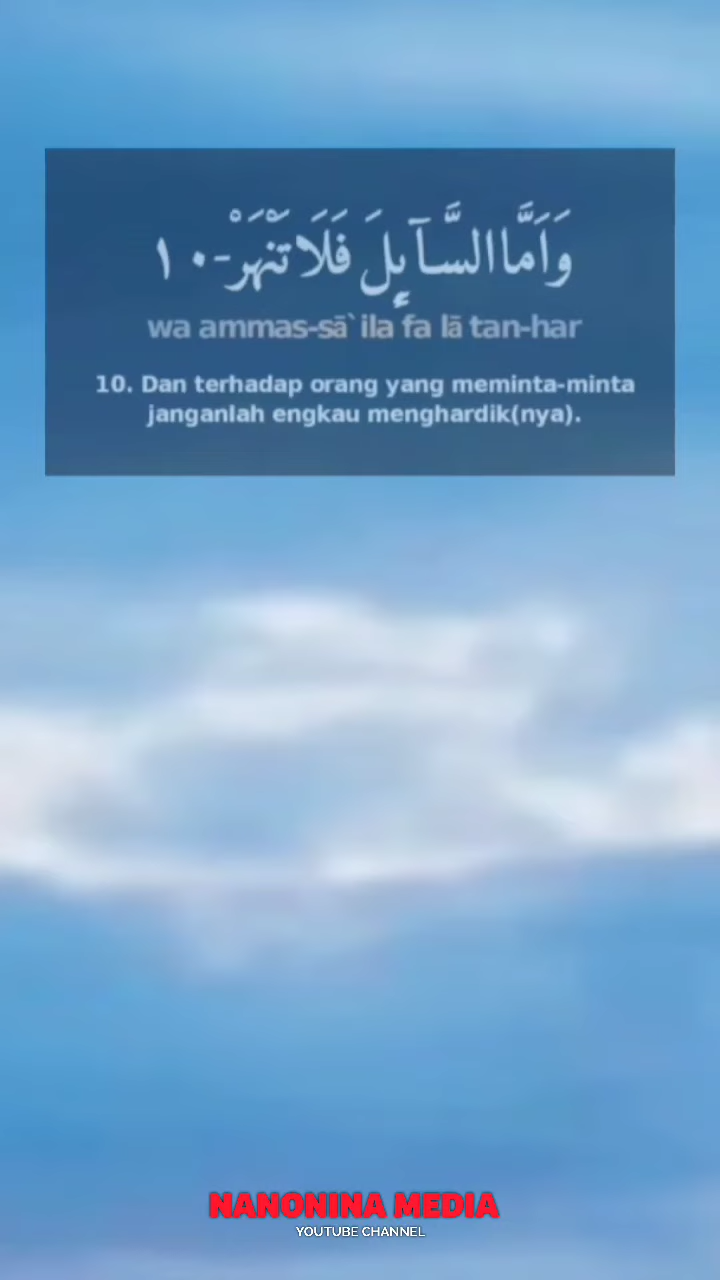 وَاَمَّا السَّاۤىِٕلَ فَلَا تَنْهَرْ - ١٠
wa ammas-sā`ila fa lā tan-har
10. Dan terhadap orang yang meminta-minta
janganlah engkau menghardik(nya).
NANONINA MEDIA
YOUTUBE CHANNEL